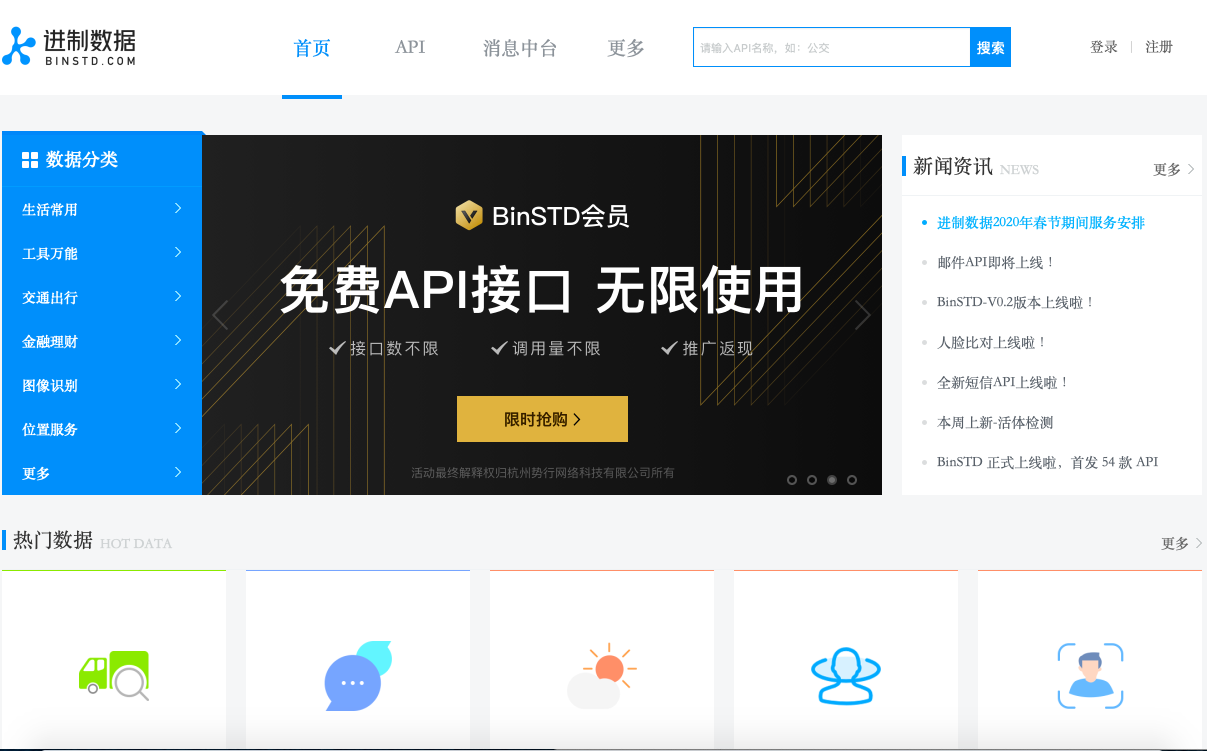 进制数据
BINSTD.COM
首页
API
消息中台
更多
请输入API名称，如：公交
搜索
登录
注册
数据分类
生活常用
工具万能
交通出行
金融理财
图像识别
位置服务
更多
BinSTD会员
免费API接口 无限使用
接口数不限
调用量不限
推广返现
限时抢购
活动最终解释权归杭州势行网络科技有限公司所有
新闻资讯 NEWS
更多
进制数据2020年春节期间服务安排
邮件API即将上线！
BinSTD-V0.2版本上线啦！
人脸比对上线啦！
全新短信API上线啦！
本周上新-活体检测
BinSTD 正式上线啦，首发 54 款 API
热门数据 HOT DATA
更多